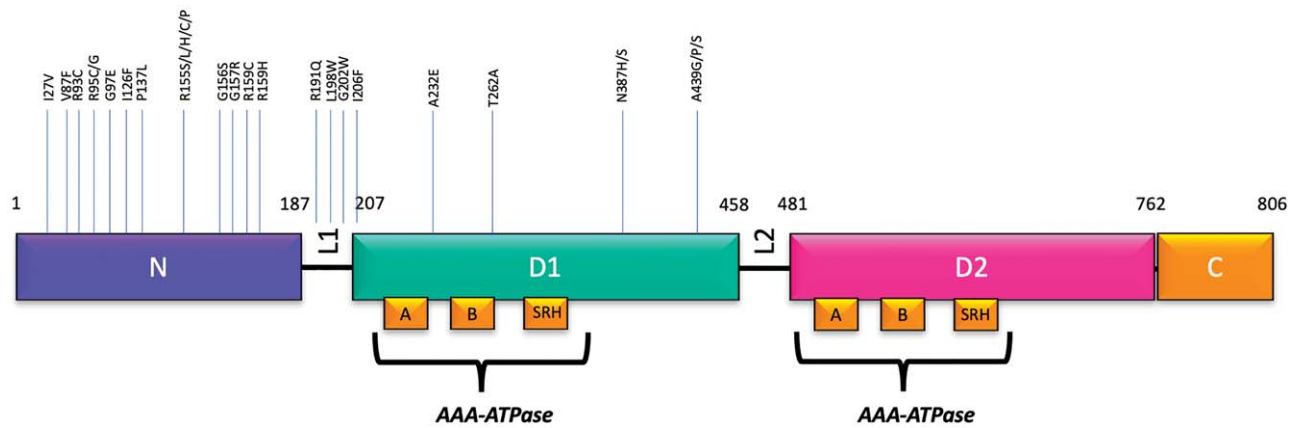 I27V
V87F
R93C
R95C/G
G97E
I126F
P137L
R155S/L/H/C/P
G156S
G157R
R159C
R159H
R191Q
L198W
G202W
I206F
A232E
T262A
N387H/S
A439G/P/S
1
187
207
458
481
762
806
N
L1
D1
L2
D2
C
A
B
SRH
A
B
SRH
AAA-ATPase
AAA-ATPase